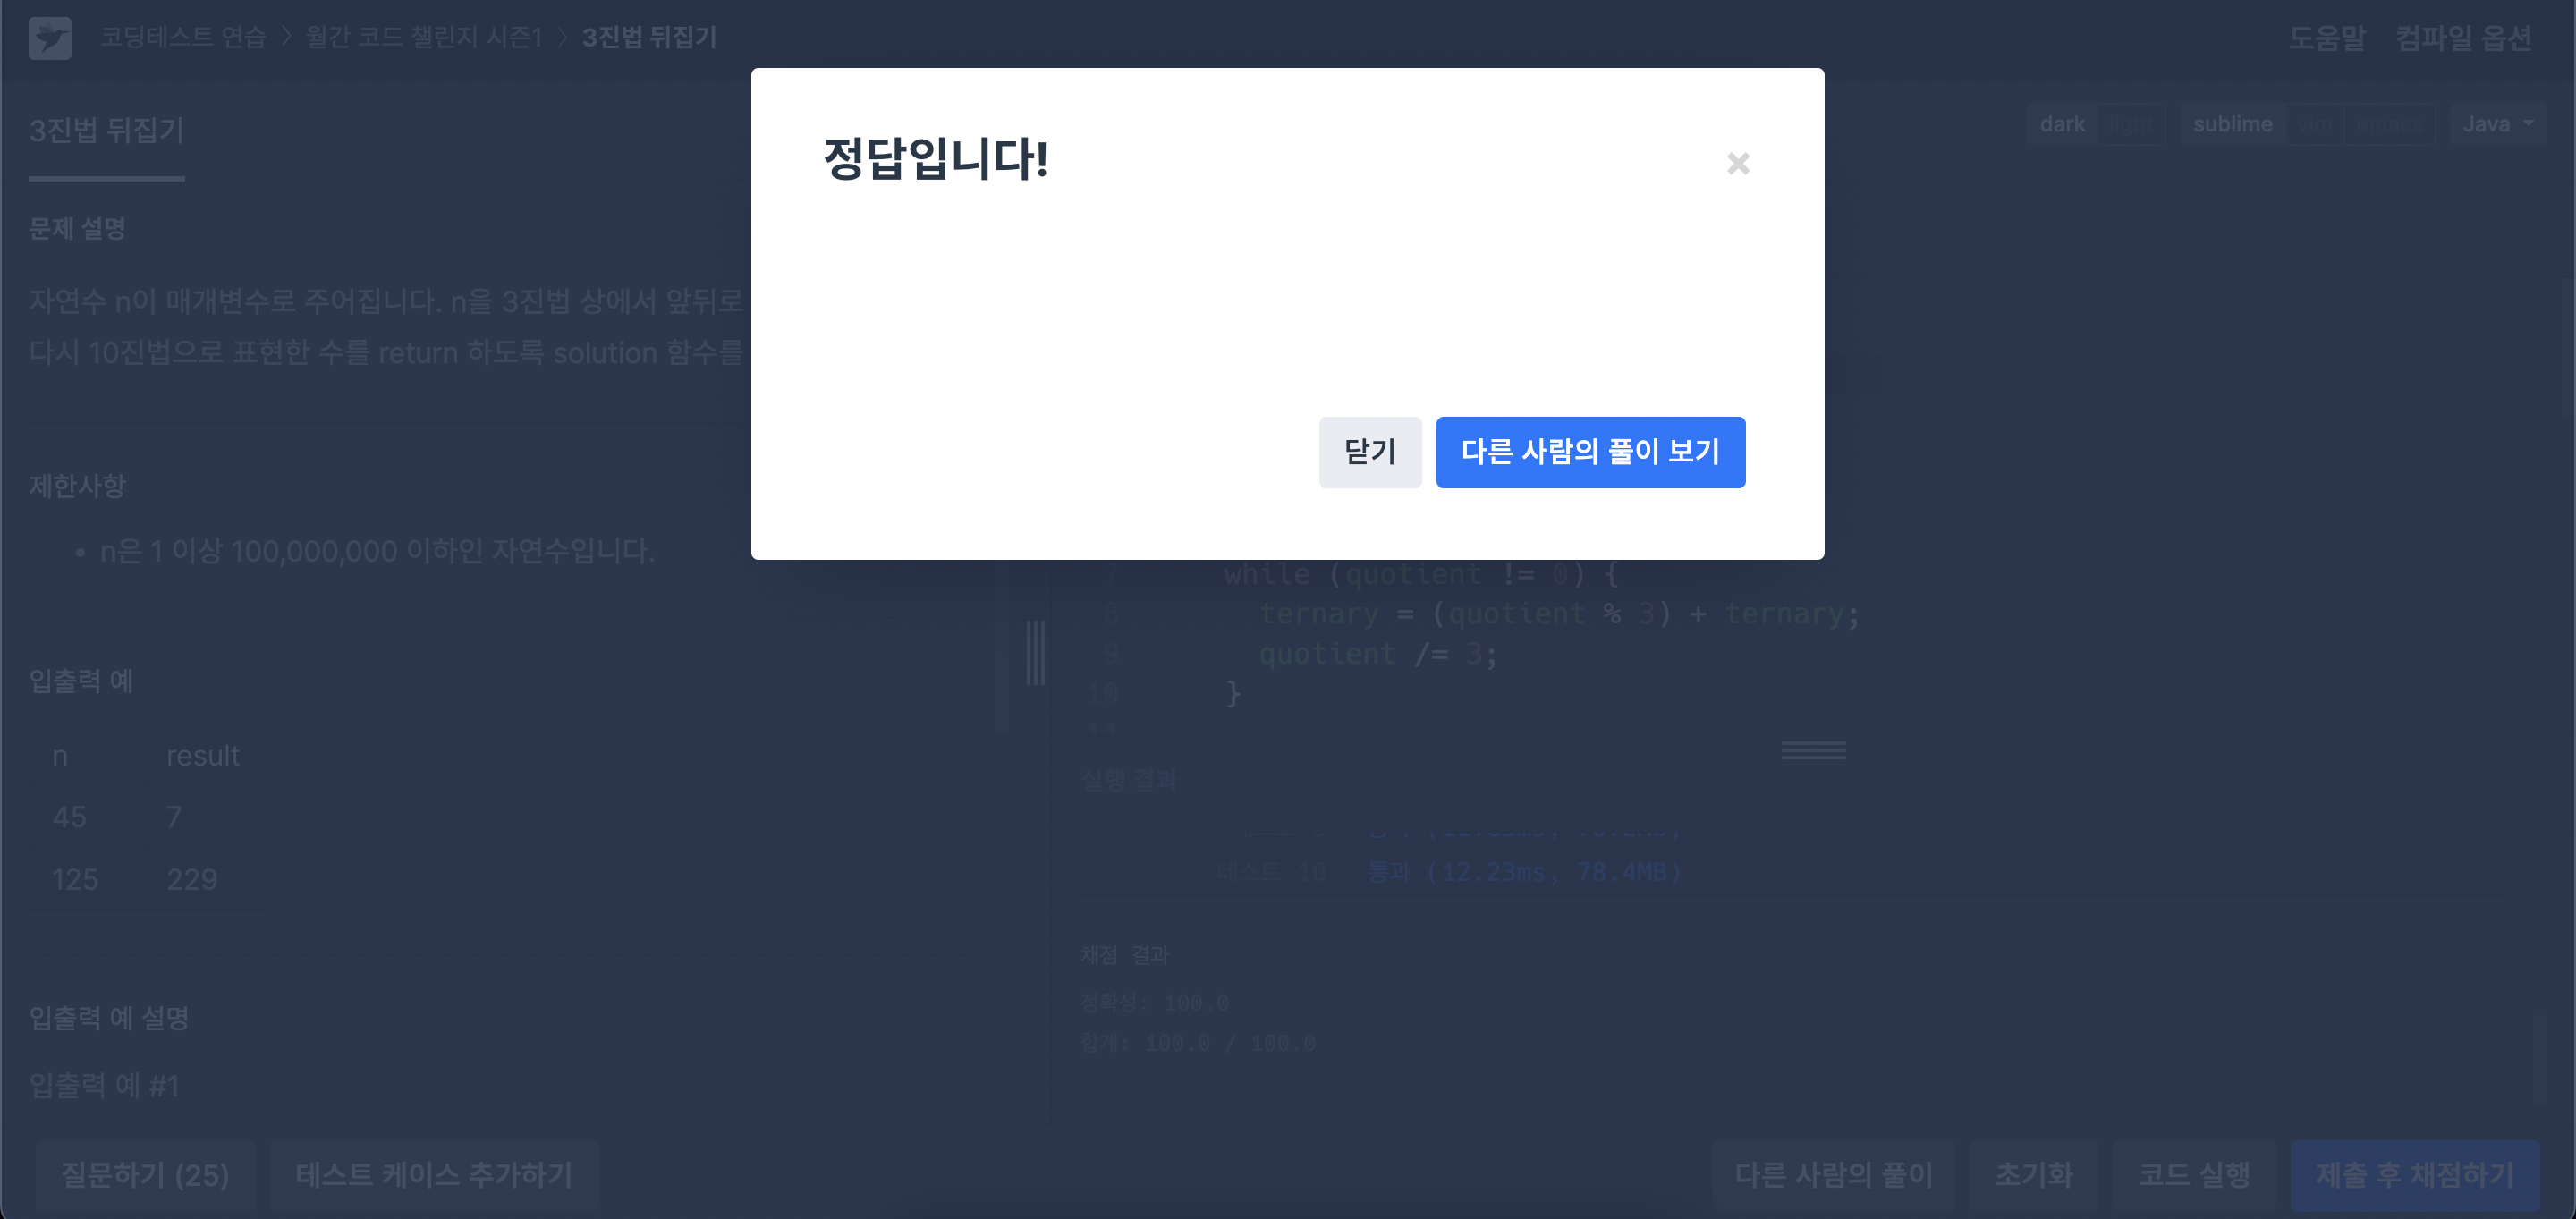 코딩테스트 연습 > 월간 코드 챌린지 시즌1 > 3진법 뒤집기
도움말 컴파일 옵션
3진법 뒤집기
dark light sublime vim emacs Java
정답입니다!
×
닫기 다른 사람의 풀이 보기
문제 설명
자연수 n이 매개변수로 주어집니다. n을 3진법 상에서 앞뒤로
다시 10진법으로 표현한 수를 return 하도록 solution 함수를
제한사항
• n은 1 이상 100,000,000 이하인 자연수입니다.
입출력 예
n result
45 7
125 229
입출력 예 설명
입출력 예 #1
7 while (quotient != 0) {
8 ternary = (quotient % 3) + ternary;
9 quotient /= 3;
10 }
실행 결과
테스트 10 통과 (12.23ms, 78.4MB)
채점 결과
정확성: 100.0
합계: 100.0 / 100.0
질문하기 (25) 테스트 케이스 추가하기 다른 사람의 풀이 초기화 코드 실행 제출 후 채점하기